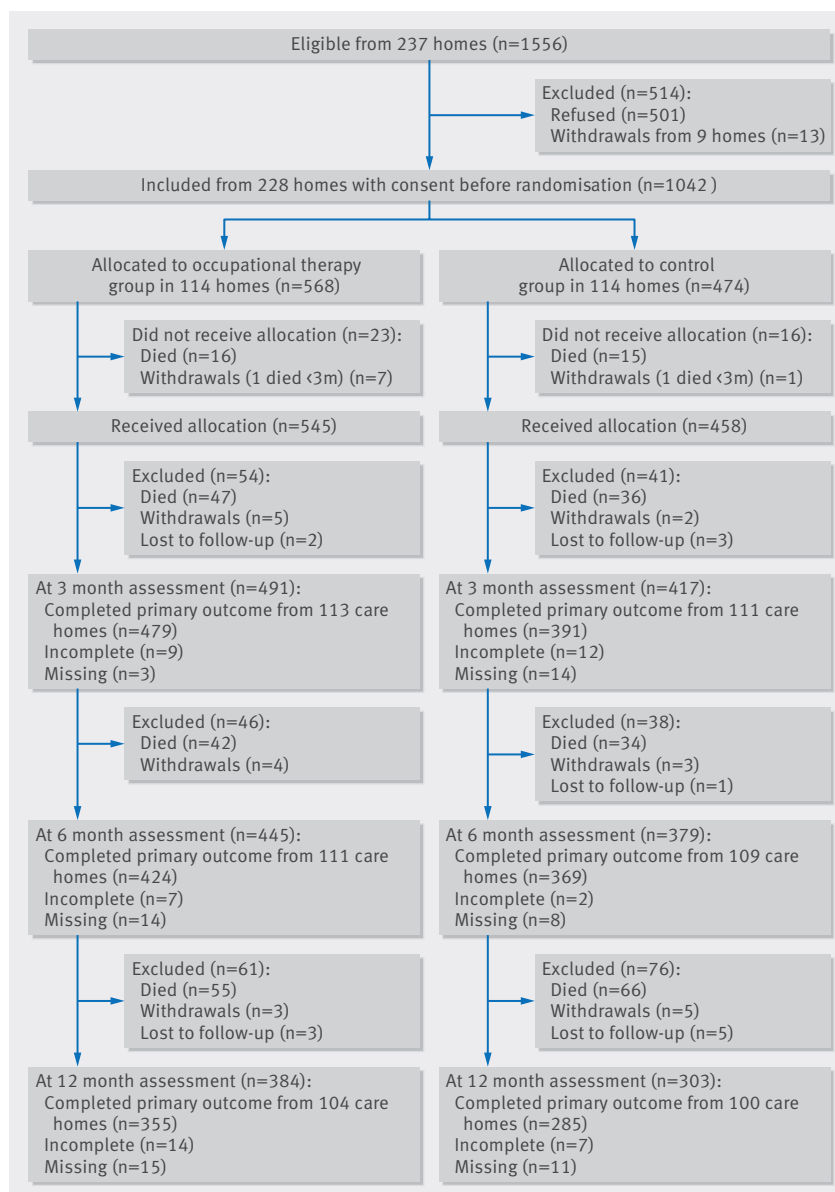 Eligible from 237 homes (n=1556)
Excluded (n=514):
Refused (n=501)
Withdrawals from 9 homes (n=13)
Included from 228 homes with consent before randomisation (n=1042 )
Allocated to occupational therapy
group in 114 homes (n=568)
Allocated to control
group in 114 homes (n=474)
Did not receive allocation (n=23):
Died (n=16)
Withdrawals (1 died <3m) (n=7)
Did not receive allocation (n=16):
Died (n=15)
Withdrawals (1 died <3m) (n=1)
Received allocation (n=545)
Received allocation (n=458)
Excluded (n=54):
Died (n=47)
Withdrawals (n=5)
Lost to follow-up (n=2)
Excluded (n=41):
Died (n=36)
Withdrawals (n=2)
Lost to follow-up (n=3)
At 3 month assessment (n=491):
Completed primary outcome from 113 care
homes (n=479)
Incomplete (n=9)
Missing (n=3)
At 3 month assessment (n=417):
Completed primary outcome from 111 care
homes (n=391)
Incomplete (n=12)
Missing (n=14)
Excluded (n=46):
Died (n=42)
Withdrawals (n=4)
Excluded (n=38):
Died (n=34)
Withdrawals (n=3)
Lost to follow-up (n=1)
At 6 month assessment (n=445):
Completed primary outcome from 111 care
homes (n=424)
Incomplete (n=7)
Missing (n=14)
At 6 month assessment (n=379):
Completed primary outcome from 109 care
homes (n=369)
Incomplete (n=2)
Missing (n=8)
Excluded (n=61):
Died (n=55)
Withdrawals (n=3)
Lost to follow-up (n=3)
Excluded (n=76):
Died (n=66)
Withdrawals (n=5)
Lost to follow-up (n=5)
At 12 month assessment (n=384):
Completed primary outcome from 104 care
homes (n=355)
Incomplete (n=14)
Missing (n=15)
At 12 month assessment (n=303):
Completed primary outcome from 100 care
homes (n=285)
Incomplete (n=7)
Missing (n=11)